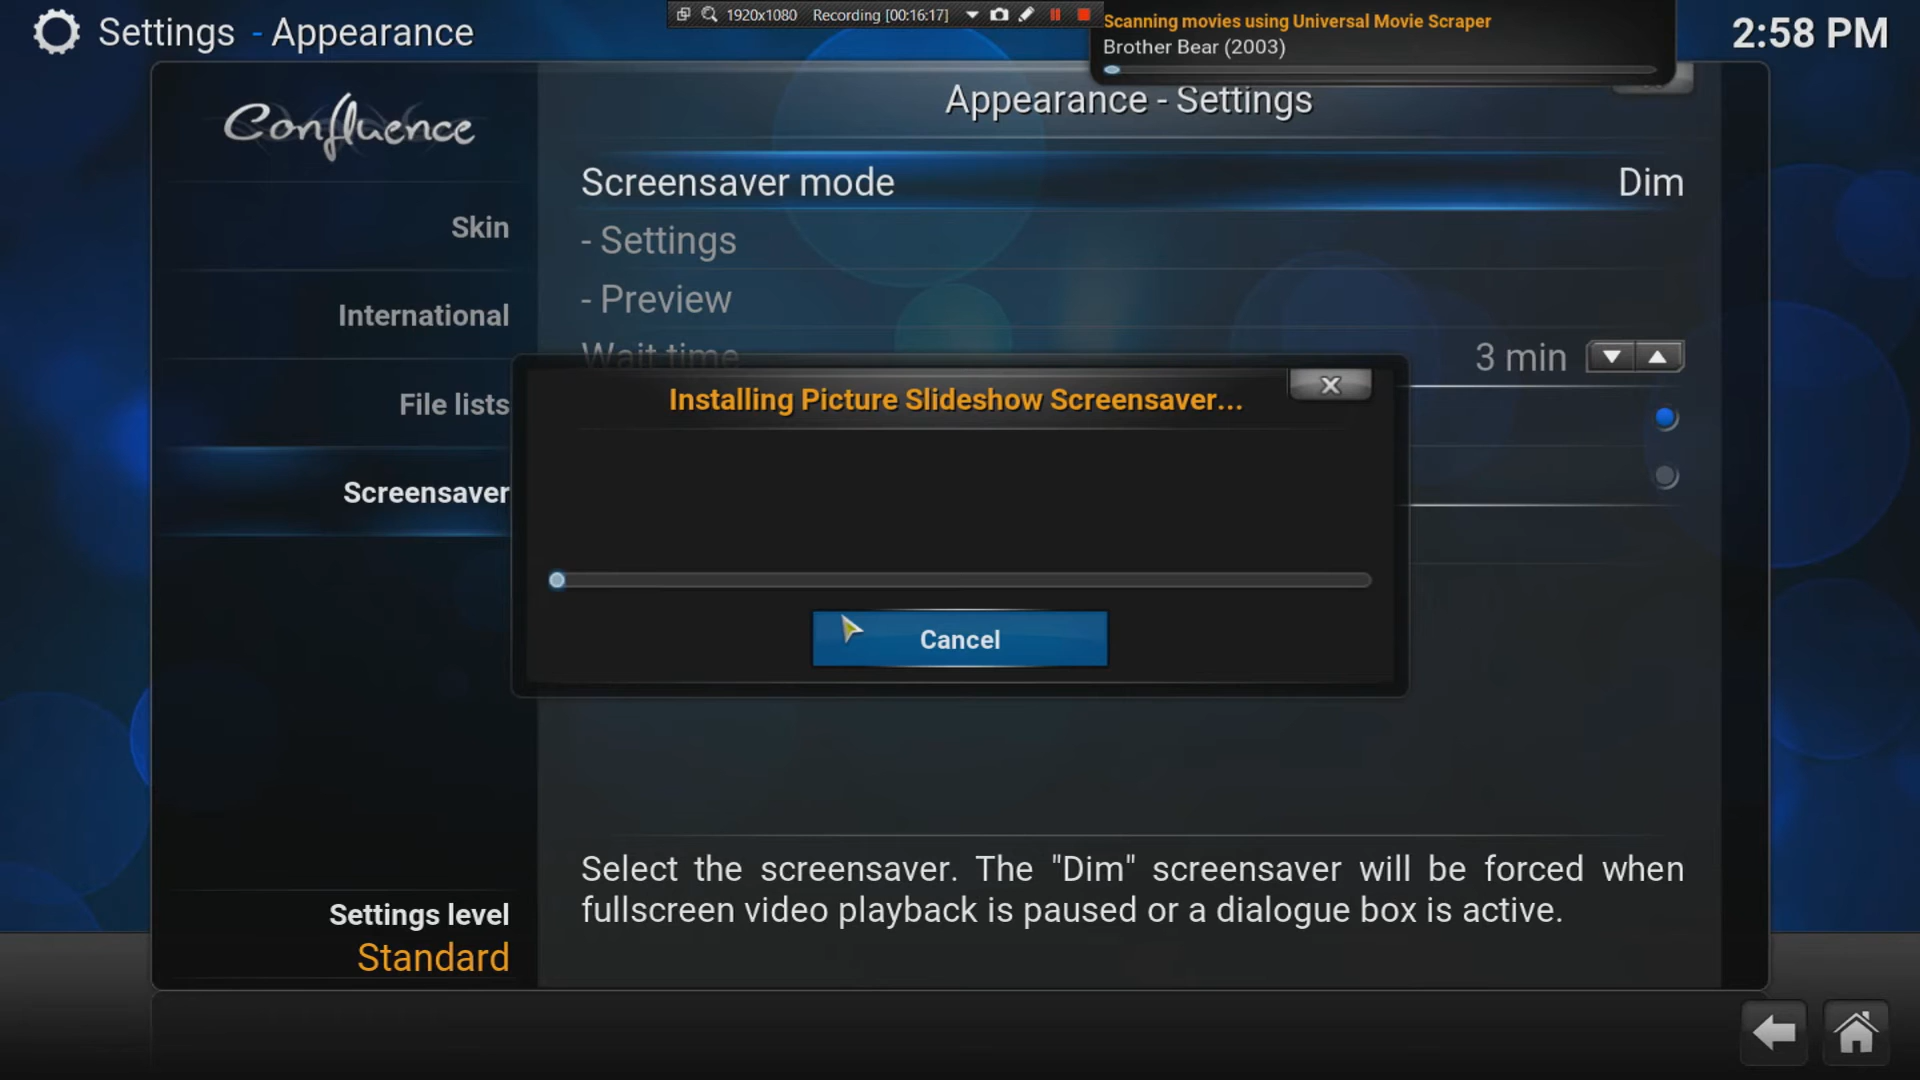 Settings - Appearance
1920x1080 Recording [00:16:17]
Scanning movies using Universal Movie Scraper
Brother Bear (2003)
2:58 PM
Confluence
Appearance - Settings
Skin
International
File lists
Screensaver
Screensaver mode Dim
- Settings
- Preview
Wait time 3 min
Installing Picture Slideshow Screensaver...
Cancel
Select the screensaver. The "Dim" screensaver will be forced when
fullscreen video playback is paused or a dialogue box is active.
Settings level
Standard